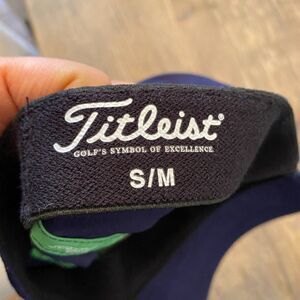 Titleist®
GOLF'S SYMBOL OF EXCELLENCE
S/M